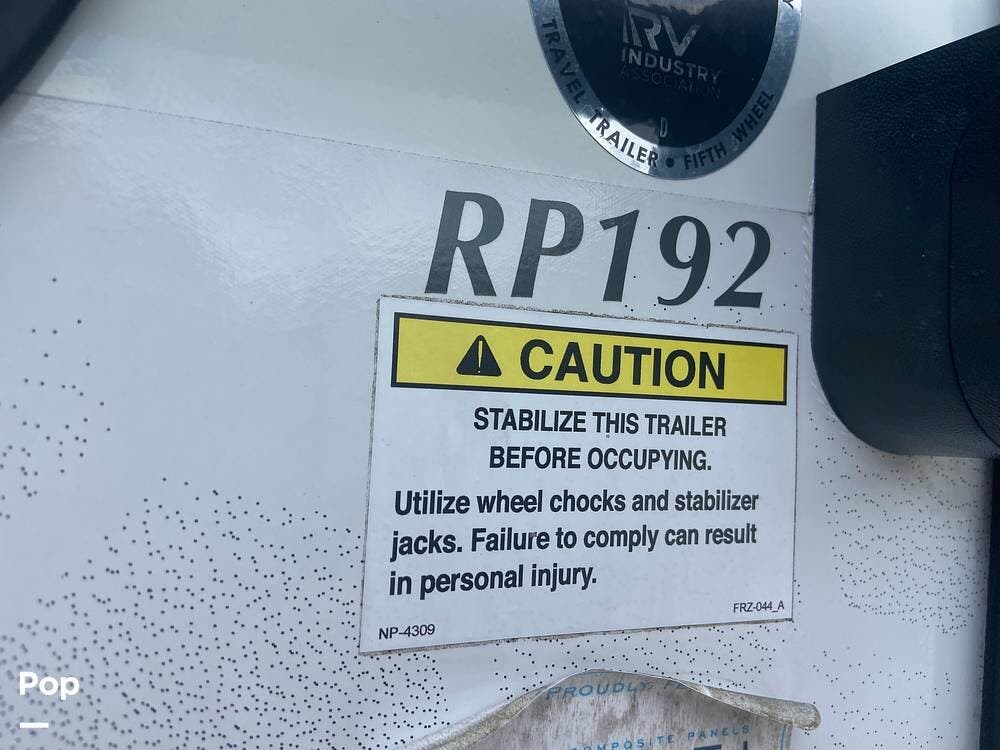 RV
INDUSTRY
ASSOCIATION
D
TRAVEL TRAILER • FIFTH WHEEL
RP192
CAUTION
STABILIZE THIS TRAILER
BEFORE OCCUPYING.
Utilize wheel chocks and stabilizer
jacks. Failure to comply can result
in personal injury.
FRZ-044_A
NP-4309
PROUDLY
COMPOSITE PANELS
Pop